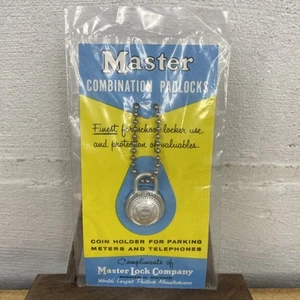 Master
COMBINATION PADLOCKS
Finest for school locker use
and protection of valuables.
COIN HOLDER FOR PARKING
METERS AND TELEPHONES
Compliments of
Master Lock Company
World's Largest Padlock Manufacturers